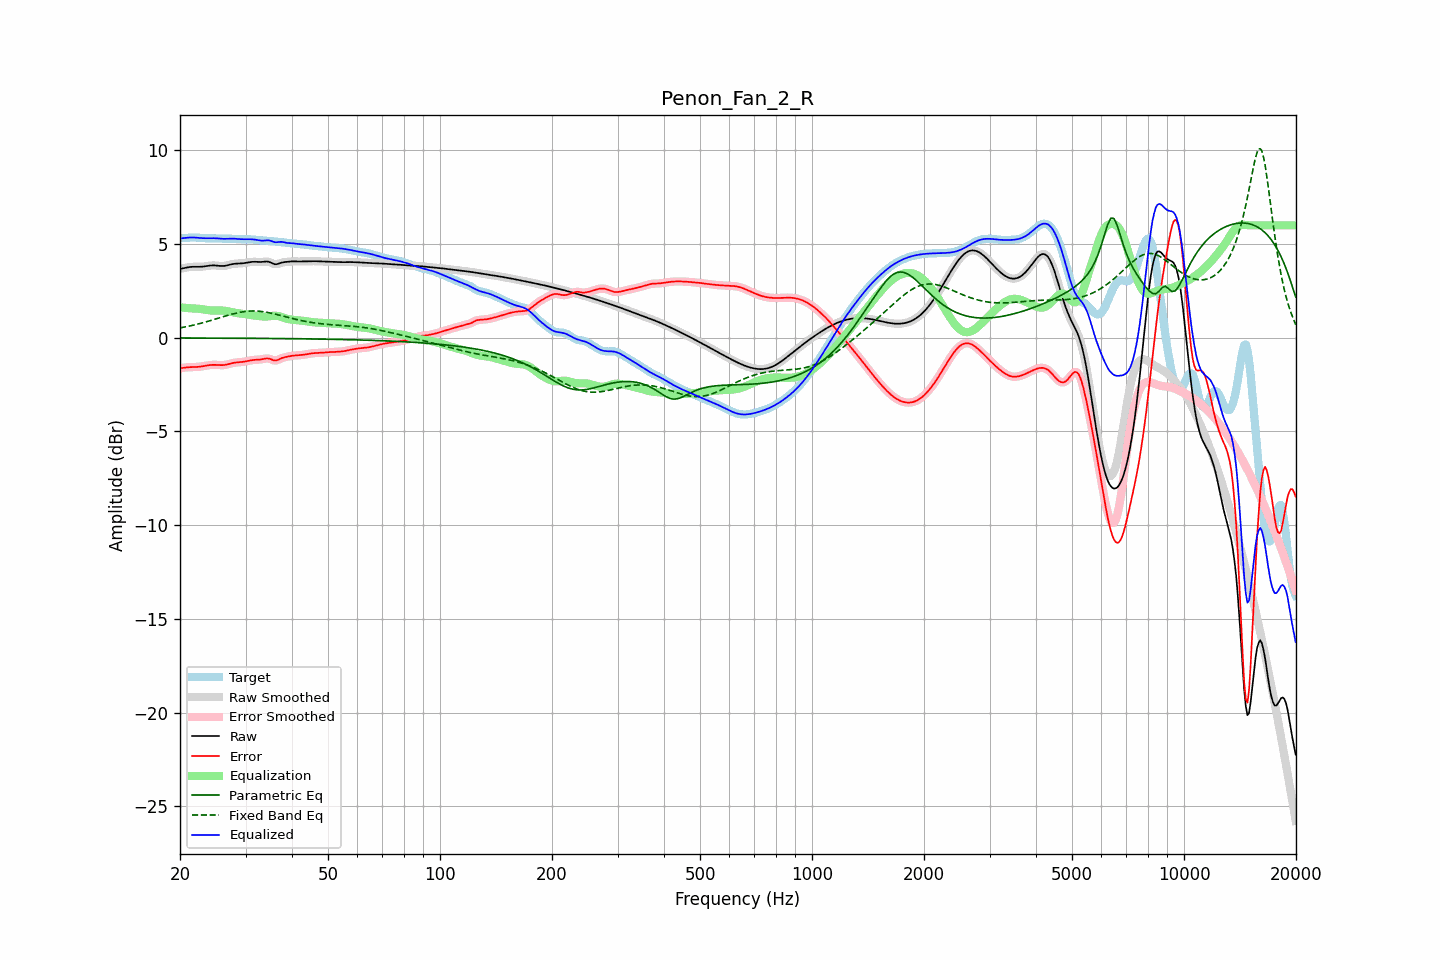 Penon_Fan_2_R
10
5
0
−5
−10
−15
−20
−25
Amplitude (dBr)
Target
Raw Smoothed
Error Smoothed
Raw
Error
Equalization
Parametric Eq
Fixed Band Eq
Equalized
20 50 100 200 500 1000 2000 5000 10000 20000
Frequency (Hz)